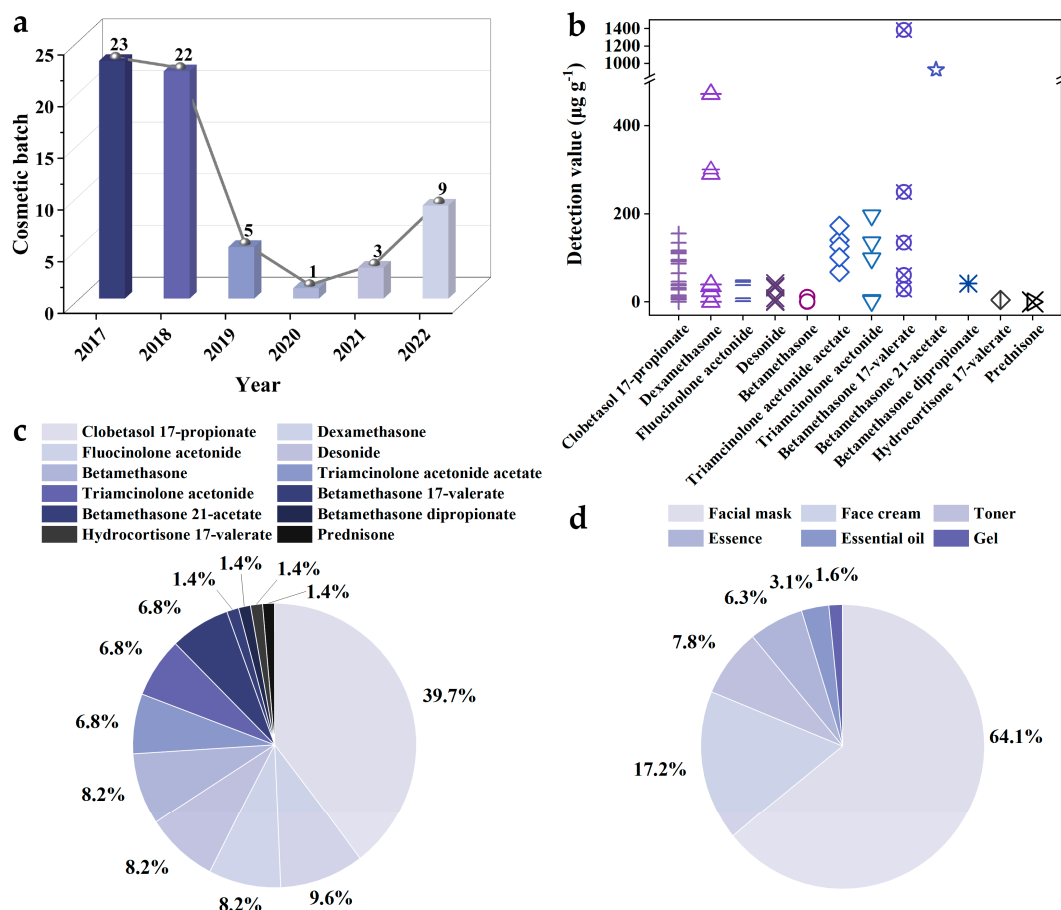 a
23
22
5
1
3
9
25
20
15
10
5
0
Cosmetic batch
2017
2018
2019
2020
2021
2022
Year
b
1400
1200
1000
400
200
0
Detection value (µg g⁻¹)
Clobetasol 17-propionate
Dexamethasone
Fluocinolone acetonide
Desonide
Betamethasone
Triamcinolone acetonide acetate
Triamcinolone acetonide
Betamethasone 17-valerate
Betamethasone 21-acetate
Betamethasone dipropionate
Hydrocortisone 17-valerate
Prednisone
c
Clobetasol 17-propionate
Dexamethasone
Fluocinolone acetonide
Desonide
Betamethasone
Triamcinolone acetonide acetate
Triamcinolone acetonide
Betamethasone 17-valerate
Betamethasone 21-acetate
Betamethasone dipropionate
Hydrocortisone 17-valerate
Prednisone
1.4%
1.4%
1.4%
1.4%
6.8%
6.8%
6.8%
8.2%
8.2%
8.2%
9.6%
39.7%
d
Facial mask
Face cream
Toner
Essence
Essential oil
Gel
1.6%
3.1%
6.3%
7.8%
17.2%
64.1%